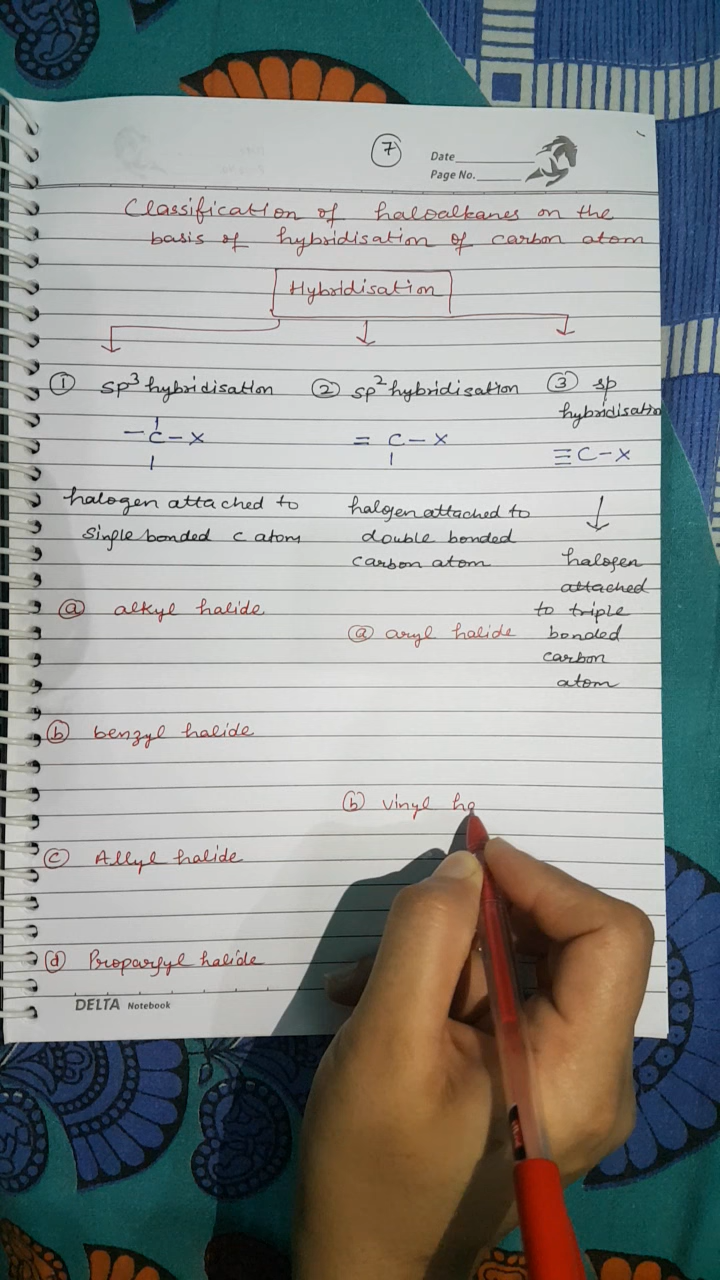 7
Date
Page No.
Classification of haloalkanes on the
basis of hybridisation of carbon atom
Hybridisation
① sp³ hybridisation
-C-X
halogen attached to
single bonded c atom
ⓐ alkyl halide
ⓑ benzyl halide
ⓒ Allyl halide
ⓓ Propargyl halide
② sp² hybridisation
= C-X
halogen attached to
double bonded
carbon atom
ⓐ aryl halide
ⓑ vinyl ha
③ sp
hybridisatio
≡C-X
halogen
attached
to triple
bonded
carbon
atom
DELTA Notebook